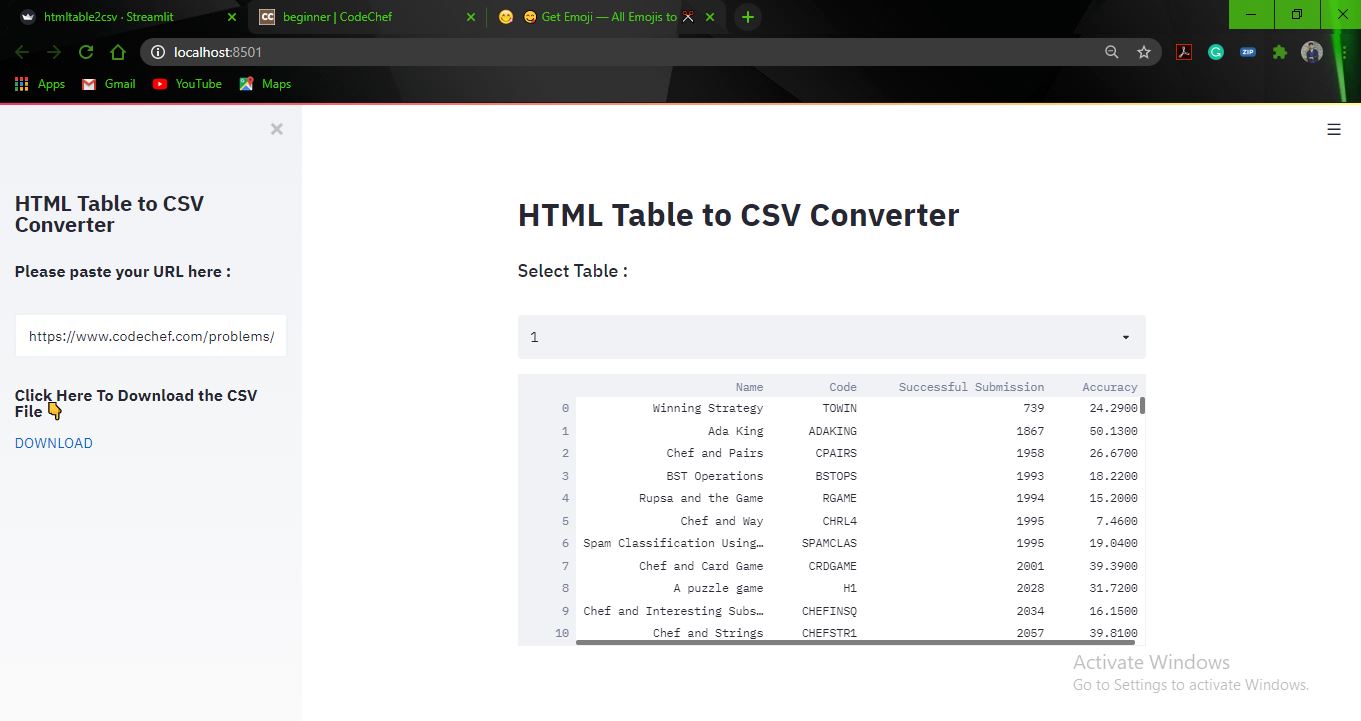 htmltable2csv · Streamlit
beginner | CodeChef
Get Emoji — All Emojis to
localhost:8501
ZIP
Apps
Gmail
YouTube
Maps
HTML Table to CSV
Converter
Please paste your URL here :
https://www.codechef.com/problems/
Click Here To Download the CSV
File 👇
DOWNLOAD
HTML Table to CSV Converter
Select Table :
1
Name Code Successful Submission Accuracy
0 Winning Strategy TOWIN 739 24.2900
1 Ada King ADAKING 1867 50.1300
2 Chef and Pairs CPAIRS 1958 26.6700
3 BST Operations BSTOPS 1993 18.2200
4 Rupsa and the Game RGAME 1994 15.2000
5 Chef and Way CHRL4 1995 7.4600
6 Spam Classification Using… SPAMCLAS 1995 19.0400
7 Chef and Card Game CRDGAME 2001 39.3900
8 A puzzle game H1 2028 31.7200
9 Chef and Interesting Subs… CHEFINSQ 2034 16.1500
10 Chef and Strings CHEFSTR1 2057 39.8100
Activate Windows
Go to Settings to activate Windows.